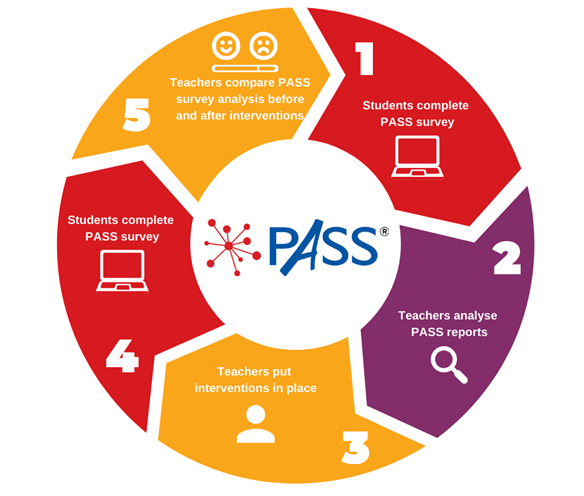 1
Students complete
PASS survey
2
Teachers analyse
PASS reports
3
Teachers put
interventions in place
4
Students complete
PASS survey
5
Teachers compare PASS
survey analysis before
and after interventions
PASS®